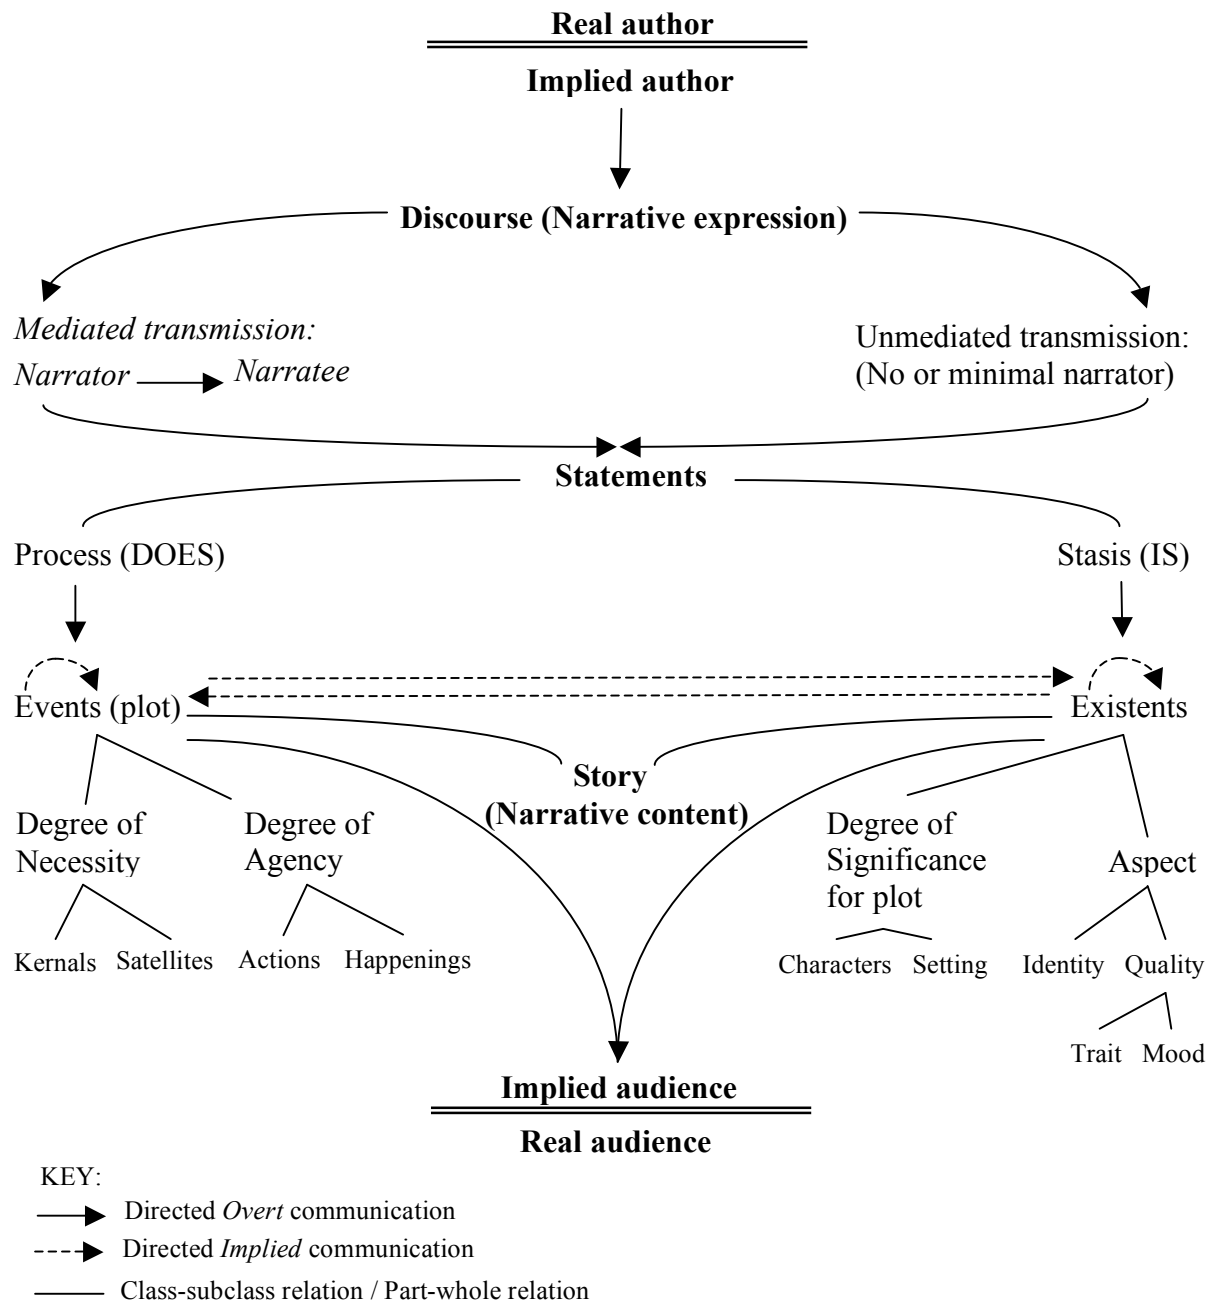 Real author
Implied author
Discourse (Narrative expression)
Mediated transmission:
Narrator Narratee
Unmediated transmission:
(No or minimal narrator)
Statements
Process (DOES)
Stasis (IS)
Events (plot)
Existents
Story
(Narrative content)
Degree of
Necessity
Degree of
Agency
Degree of
Significance
for plot
Aspect
Kernals
Satellites
Actions
Happenings
Characters
Setting
Identity
Quality
Trait
Mood
Implied audience
Real audience
KEY:
Directed Overt communication
Directed Implied communication
Class-subclass relation / Part-whole relation